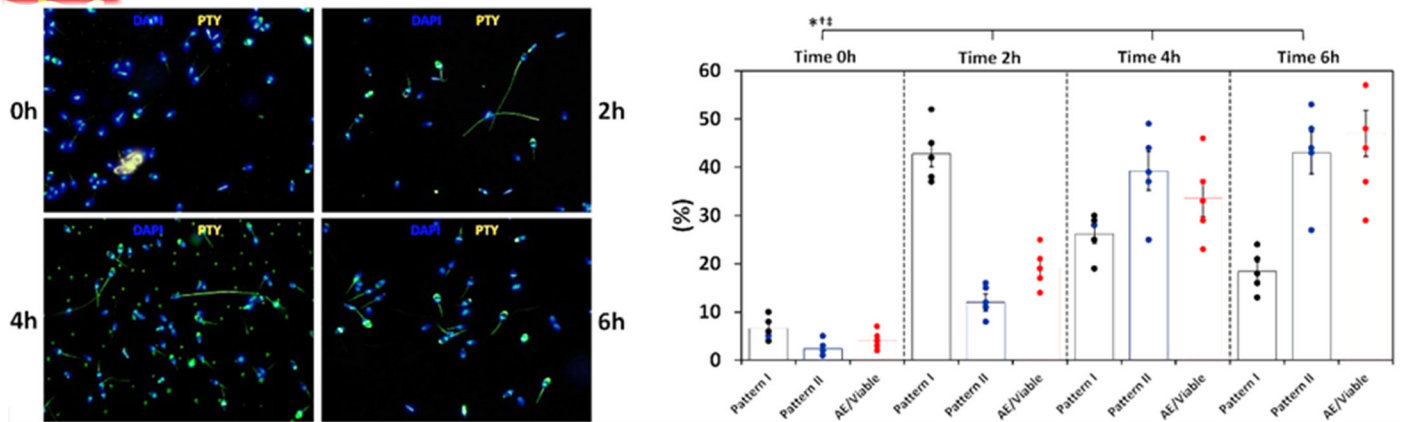 DAPI PTY
DAPI PTY
0h
2h
DAPI PTY
DAPI PTY
4h
6h
*†‡
Time 0h Time 2h Time 4h Time 6h
(%)
60
50
40
30
20
10
0
Pattern I
Pattern II
AE/Viable
Pattern I
Pattern II
AE/Viable
Pattern I
Pattern II
AE/Viable
Pattern I
Pattern II
AE/Viable